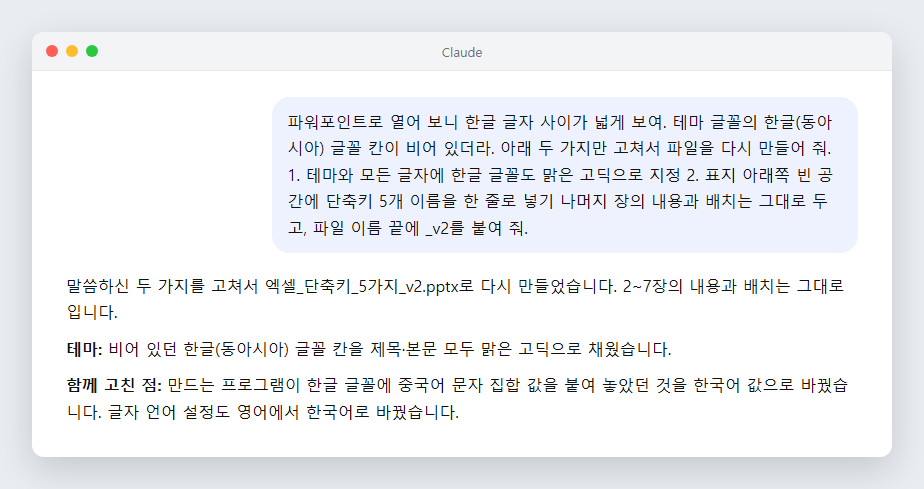 Claude
파워포인트로 열어 보니 한글 글자 사이가 넓게 보여. 테마 글꼴의 한글(동아
시아) 글꼴 칸이 비어 있더라. 아래 두 가지만 고쳐서 파일을 다시 만들어 줘.
1. 테마와 모든 글자에 한글 글꼴도 맑은 고딕으로 지정 2. 표지 아래쪽 빈 공
간에 단축키 5개 이름을 한 줄로 넣기 나머지 장의 내용과 배치는 그대로 두
고, 파일 이름 끝에 _v2를 붙여 줘.
말씀하신 두 가지를 고쳐서 엑셀_단축키_5가지_v2.pptx로 다시 만들었습니다. 2~7장의 내용과 배치는 그대로
입니다.
테마: 비어 있던 한글(동아시아) 글꼴 칸을 제목·본문 모두 맑은 고딕으로 채웠습니다.
함께 고친 점: 만드는 프로그램이 한글 글꼴에 중국어 문자 집합 값을 붙여 놓았던 것을 한국어 값으로 바꿨습니
다. 글자 언어 설정도 영어에서 한국어로 바꿨습니다.